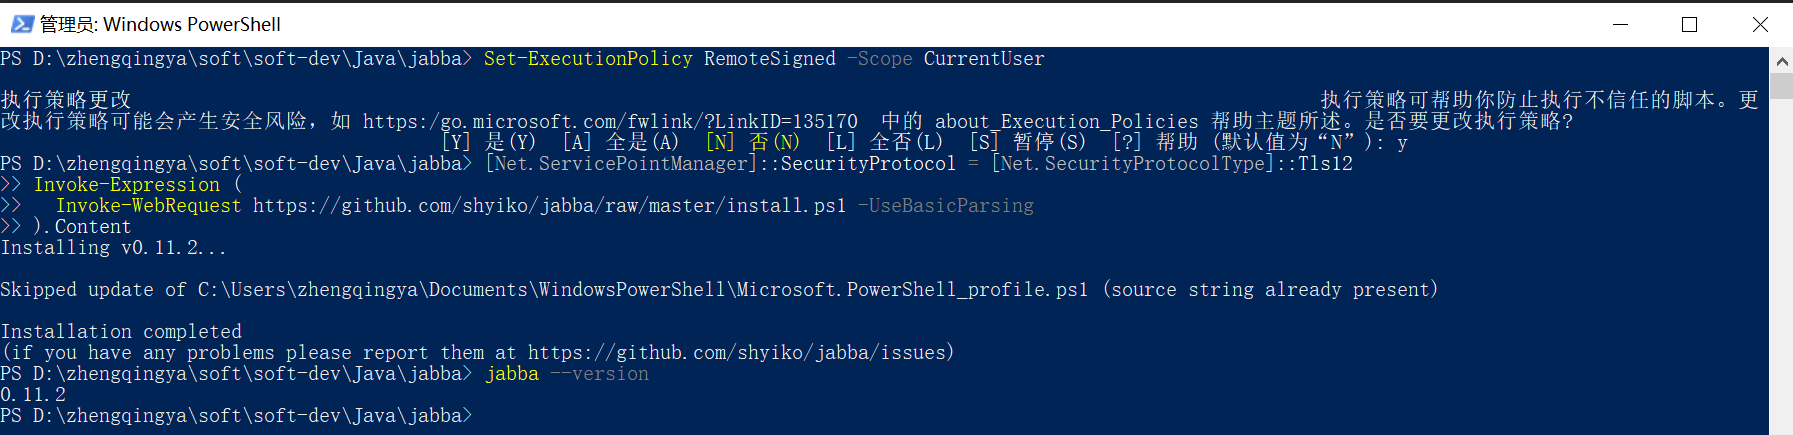 管理员: Windows PowerShell
PS D:\zhengqingya\soft\soft-dev\Java\jabba> Set-ExecutionPolicy RemoteSigned -Scope CurrentUser
执行策略更改 执行策略可帮助你防止执行不信任的脚本。更
改执行策略可能会产生安全风险，如 https:/go.microsoft.com/fwlink/?LinkID=135170 中的 about_Execution_Policies 帮助主题所述。是否要更改执行策略?
[Y] 是(Y) [A] 全是(A) [N] 否(N) [L] 全否(L) [S] 暂停(S) [?] 帮助 (默认值为“N”): y
PS D:\zhengqingya\soft\soft-dev\Java\jabba> [Net.ServicePointManager]::SecurityProtocol = [Net.SecurityProtocolType]::Tls12
>> Invoke-Expression (
>> Invoke-WebRequest https://github.com/shyiko/jabba/raw/master/install.ps1 -UseBasicParsing
>> ).Content
Installing v0.11.2...
Skipped update of C:\Users\zhengqingya\Documents\WindowsPowerShell\Microsoft.PowerShell_profile.ps1 (source string already present)
Installation completed
(if you have any problems please report them at https://github.com/shyiko/jabba/issues)
PS D:\zhengqingya\soft\soft-dev\Java\jabba> jabba --version
0.11.2
PS D:\zhengqingya\soft\soft-dev\Java\jabba>